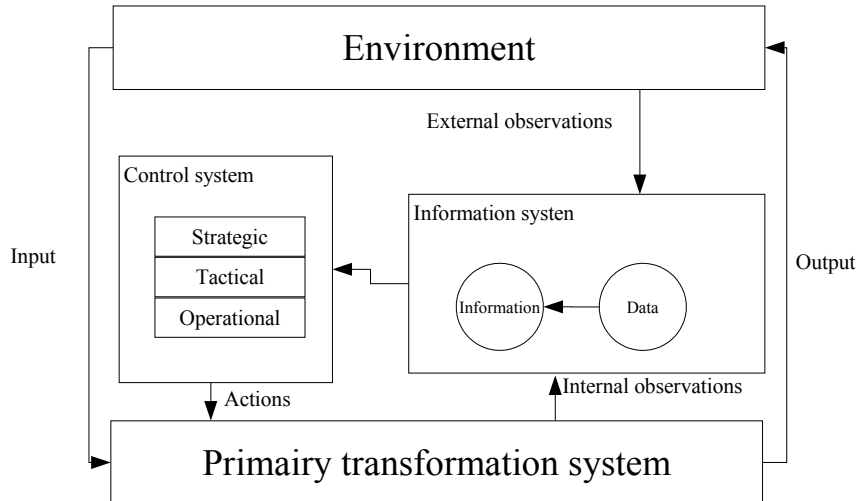 Environment
External observations
Control system
Information systen
Strategic
Input
Output
Tactical
Information
Data
Operational
Internal observations
Actions
Primairy transformation system